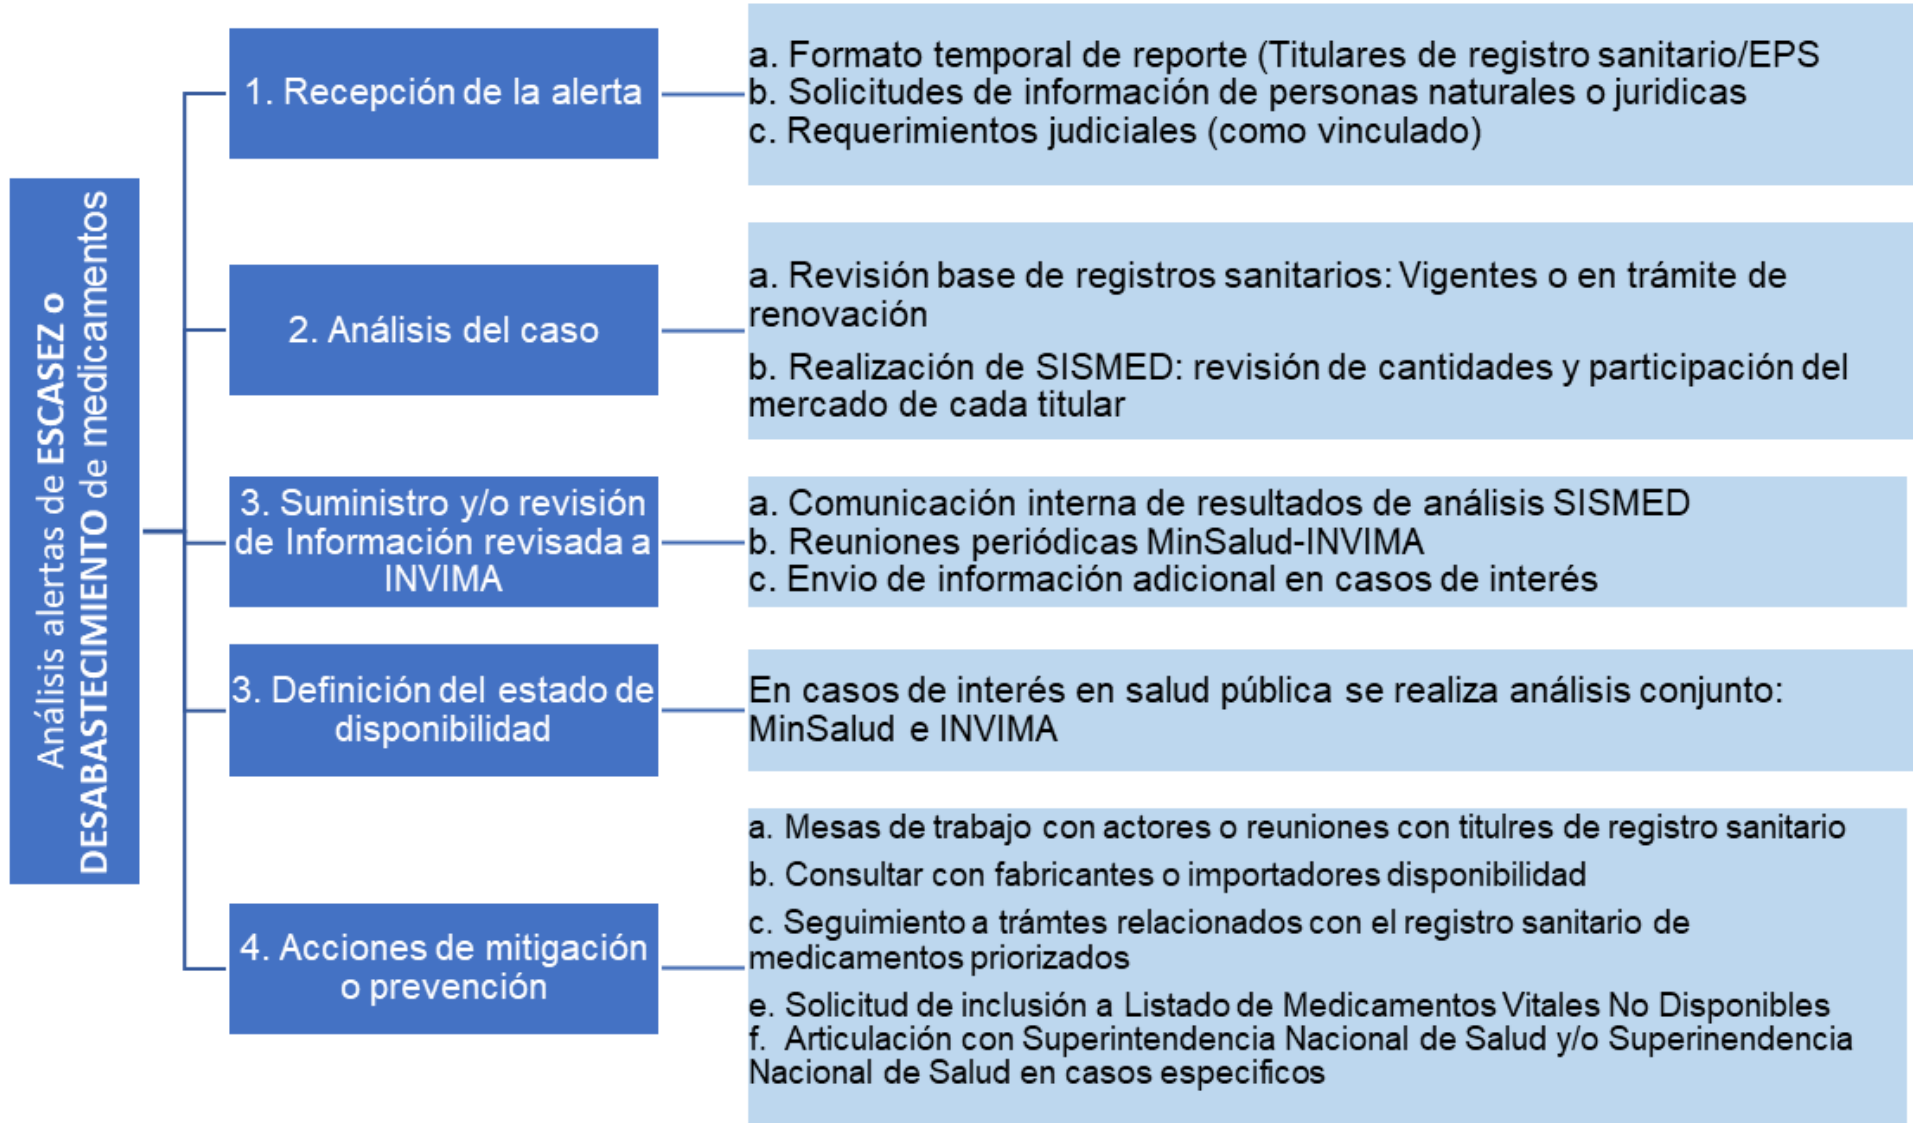 Análisis alertas de ESCASEZ o
DESABASTECIMIENTO de medicamentos
1. Recepción de la alerta
a. Formato temporal de reporte (Titulares de registro sanitario/EPS
b. Solicitudes de información de personas naturales o juridicas
c. Requerimientos judiciales (como vinculado)
2. Análisis del caso
a. Revisión base de registros sanitarios: Vigentes o en trámite de
renovación
b. Realización de SISMED: revisión de cantidades y participación del
mercado de cada titular
3. Suministro y/o revisión
de Información revisada a
INVIMA
a. Comunicación interna de resultados de análisis SISMED
b. Reuniones periódicas MinSalud-INVIMA
c. Envio de información adicional en casos de interés
3. Definición del estado de
disponibilidad
En casos de interés en salud pública se realiza análisis conjunto:
MinSalud e INVIMA
4. Acciones de mitigación
o prevención
a. Mesas de trabajo con actores o reuniones con titulres de registro sanitario
b. Consultar con fabricantes o importadores disponibilidad
c. Seguimiento a trámtes relacionados con el registro sanitario de
medicamentos priorizados
e. Solicitud de inclusión a Listado de Medicamentos Vitales No Disponibles
f. Articulación con Superintendencia Nacional de Salud y/o Superinendencia
Nacional de Salud en casos especificos